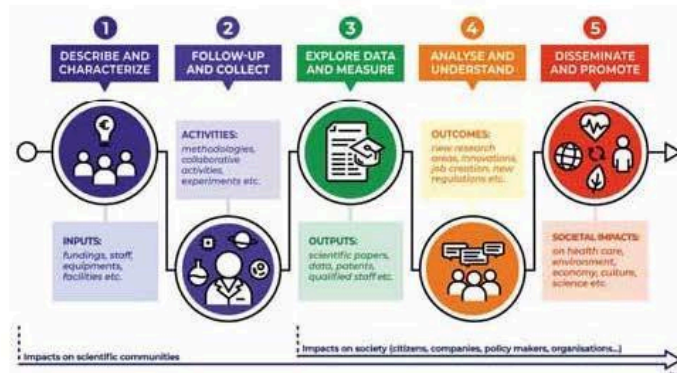 1
DESCRIBE AND
CHARACTERIZE
2
FOLLOW-UP
AND COLLECT
3
EXPLORE DATA
AND MEASURE
4
ANALYSE AND
UNDERSTAND
5
DISSEMINATE
AND PROMOTE
€
ACTIVITIES:
methodologies,
collaborative
activities,
experiments etc.
OUTCOMES:
new research
areas, innovations,
job creation, new
regulations etc.
INPUTS:
fundings, staff,
equipments,
facilities etc.
OUTPUTS:
scientific papers,
data, patents,
qualified staff etc.
SOCIETAL IMPACTS:
on health care,
environment,
economy, culture,
science etc
Impacts on society (citizens, companies, policy makers, organisations...)
Impacts on scientific communities